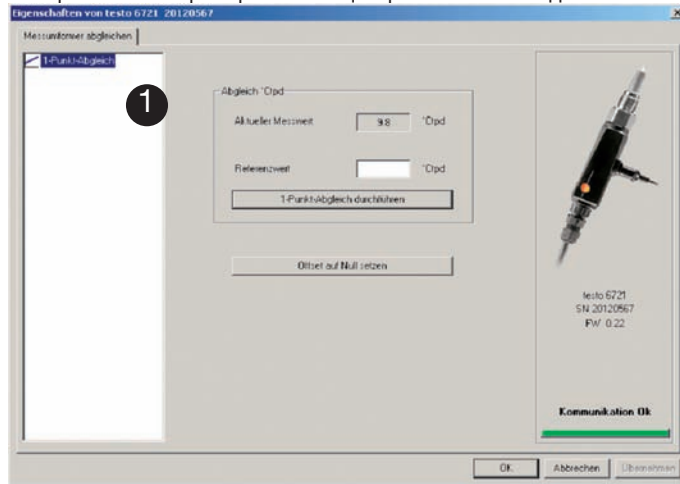 Eigenschaften von testo 6721 20120567
Messumformer abgleichen
1-Punkt-Abgleich
1
Abgleich °Ctpd
Aktueller Messwert 9.8 °Ctpd
Referenzwert °Ctpd
1-Punkt-Abgleich durchführen
Offset auf Null setzen
testo 6721
SN 20120567
FW 0.22
Kommunikation Ok
OK Abbrechen Übernehmen